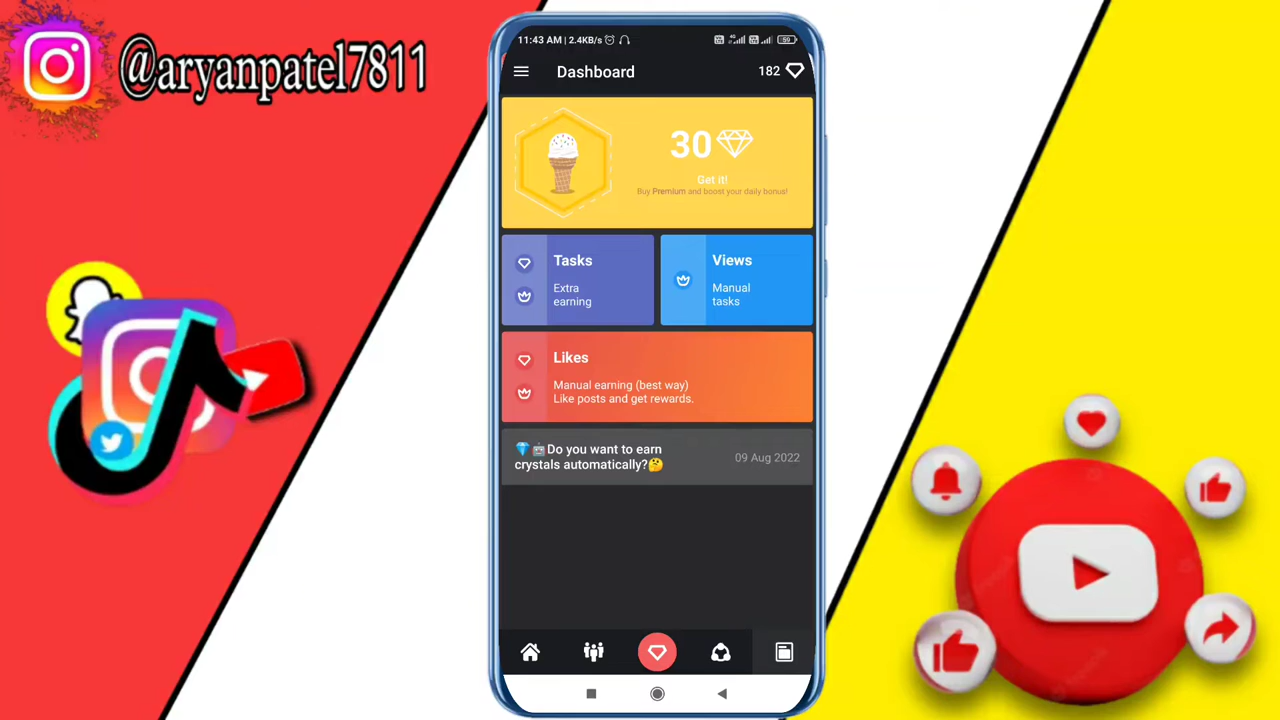 @aryanpatel7811
11:43 AM | 2.4KB/s
4G
59
Dashboard
182
30
Get it!
Buy Premium and boost your daily bonus!
Tasks
Extra
earning
Views
Manual
tasks
Likes
Manual earning (best way)
Like posts and get rewards.
💎🤖Do you want to earn
crystals automatically?🤔
09 Aug 2022